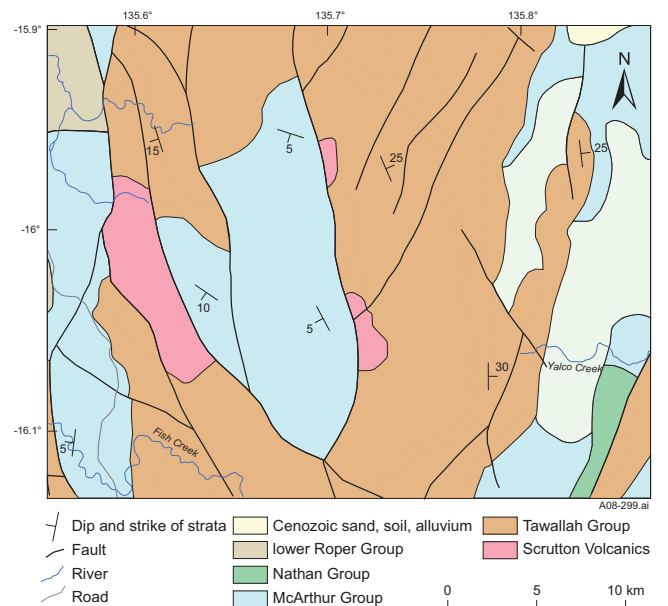 135.6° 135.7° 135.8°
-15.9°
N
5
15
25
25
-16°
10
5
30
Yalco Creek
-16.1°
5
Fish Creek
A08-299.ai
Dip and strike of strata
Fault
River
Road
Cenozoic sand, soil, alluvium
lower Roper Group
Nathan Group
McArthur Group
Tawallah Group
Scrutton Volcanics
0 5 10 km